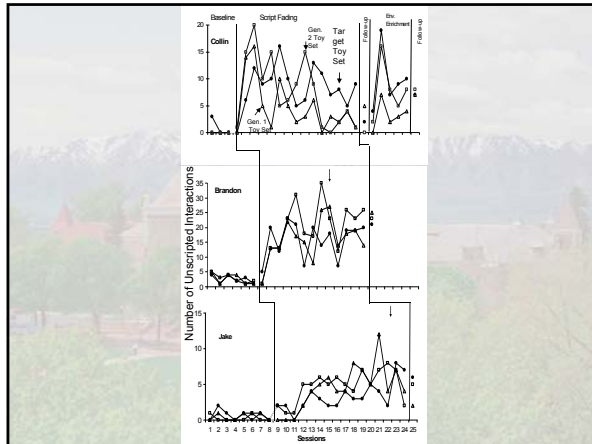 Baseline Script Fading Follow-up Env. Enrichment Follow-up
Collin
Gen. 2 Toy Set
Target Toy Set
Gen. 1 Toy Set
25
20
15
10
5
0
Brandon
35
30
25
20
15
10
5
0
Number of Unscripted Interactions
Jake
15
10
5
0
1 2 3 4 5 6 7 8 9 10 11 12 13 14 15 16 17 18 19 20 21 22 23 24 25
Sessions